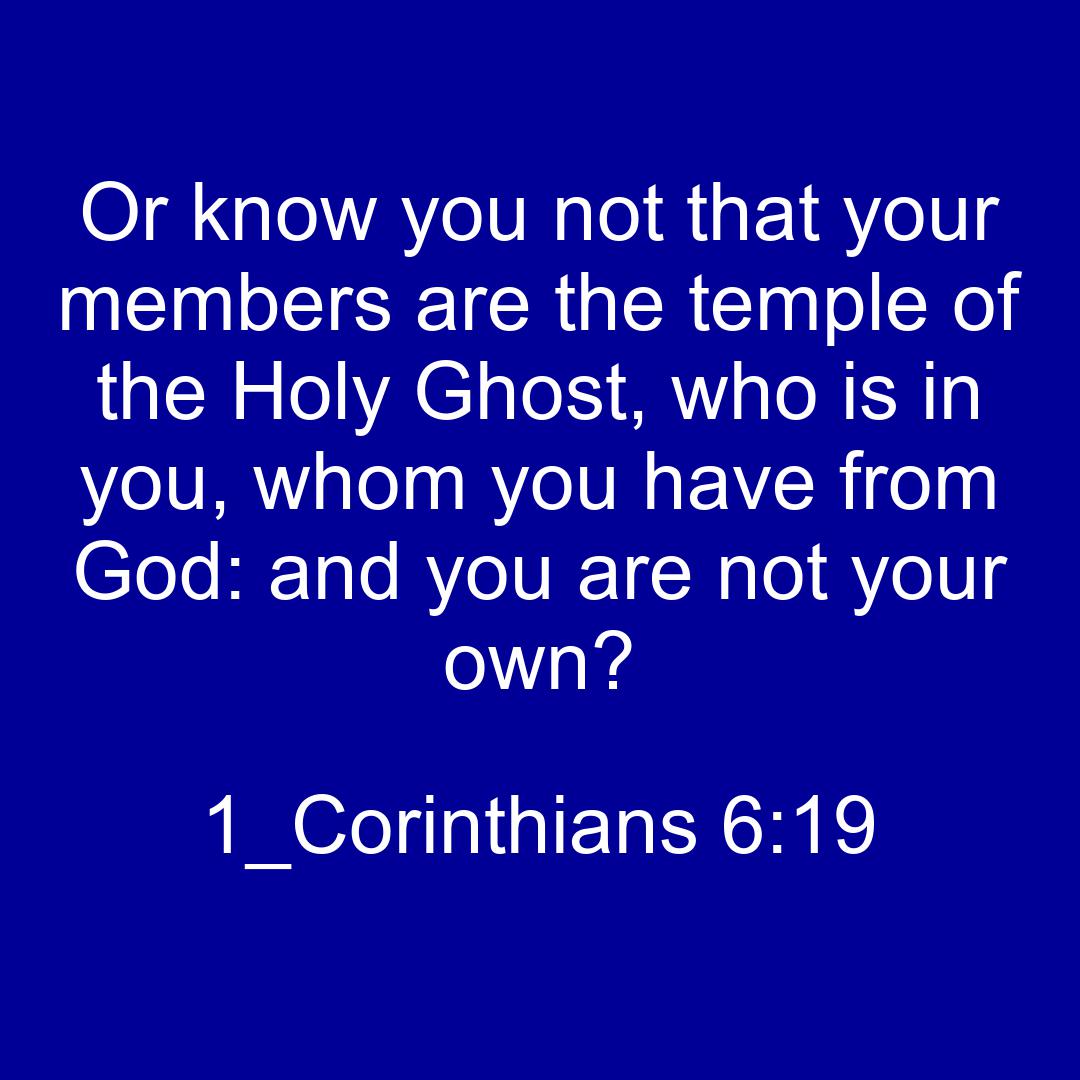 Or know you not that your
members are the temple of
the Holy Ghost, who is in
you, whom you have from
God: and you are not your
own?
1_Corinthians 6:19